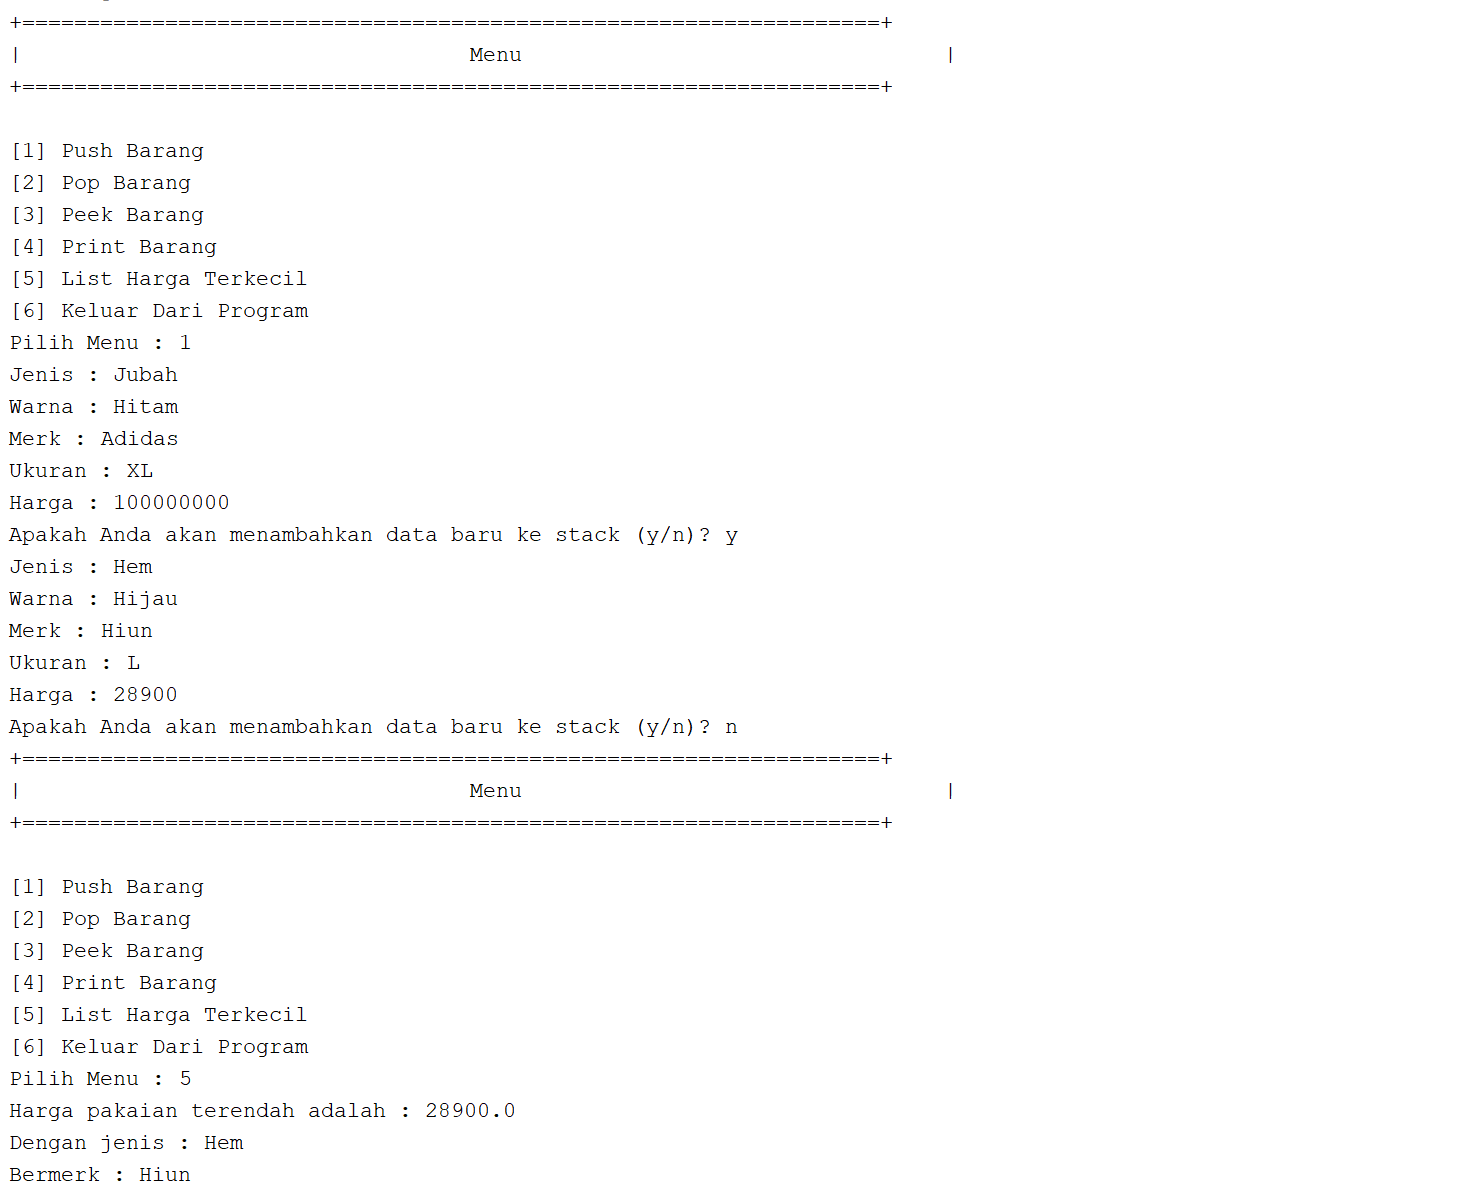 +==================================================================+
| Menu |
+==================================================================+
[1] Push Barang
[2] Pop Barang
[3] Peek Barang
[4] Print Barang
[5] List Harga Terkecil
[6] Keluar Dari Program
Pilih Menu : 1
Jenis : Jubah
Warna : Hitam
Merk : Adidas
Ukuran : XL
Harga : 100000000
Apakah Anda akan menambahkan data baru ke stack (y/n)? y
Jenis : Hem
Warna : Hijau
Merk : Hiun
Ukuran : L
Harga : 28900
Apakah Anda akan menambahkan data baru ke stack (y/n)? n
+==================================================================+
| Menu |
+==================================================================+
[1] Push Barang
[2] Pop Barang
[3] Peek Barang
[4] Print Barang
[5] List Harga Terkecil
[6] Keluar Dari Program
Pilih Menu : 5
Harga pakaian terendah adalah : 28900.0
Dengan jenis : Hem
Bermerk : Hiun